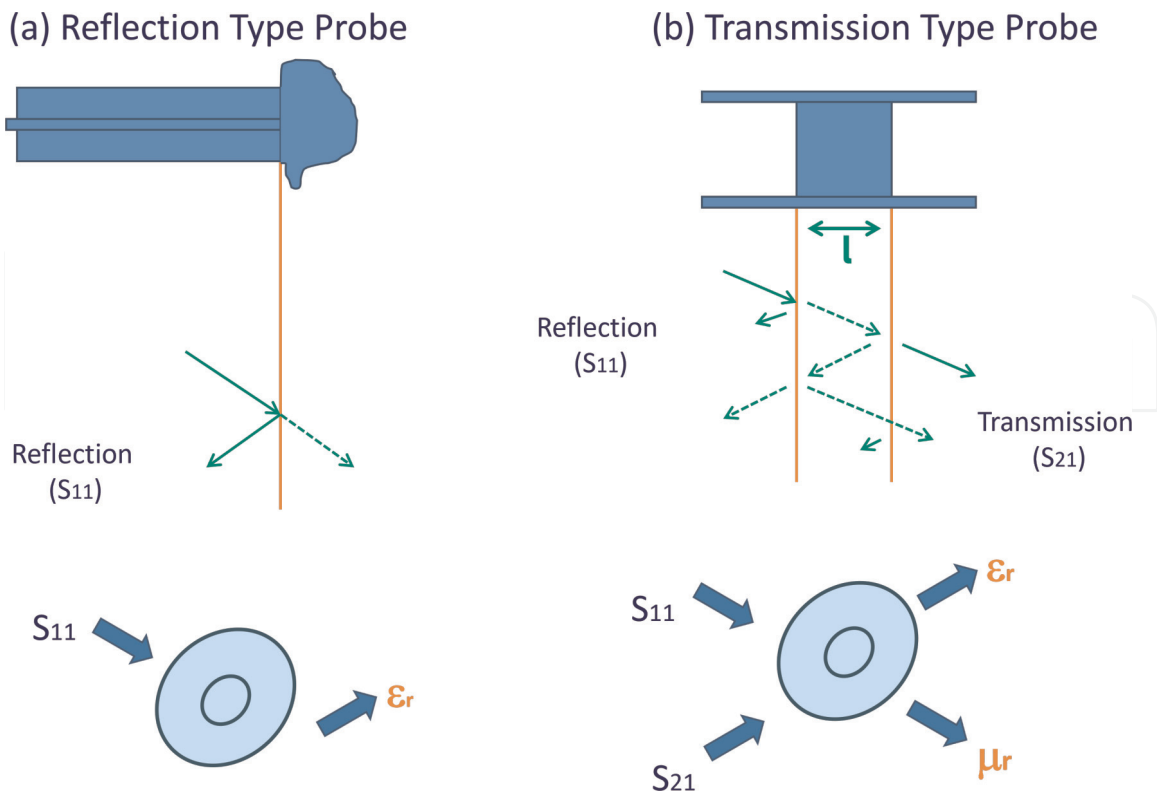 (a) Reflection Type Probe
(b) Transmission Type Probe
l
Reflection
(S11)
Reflection
(S11)
Transmission
(S21)
S11
εr
S11
S21
εr
μr